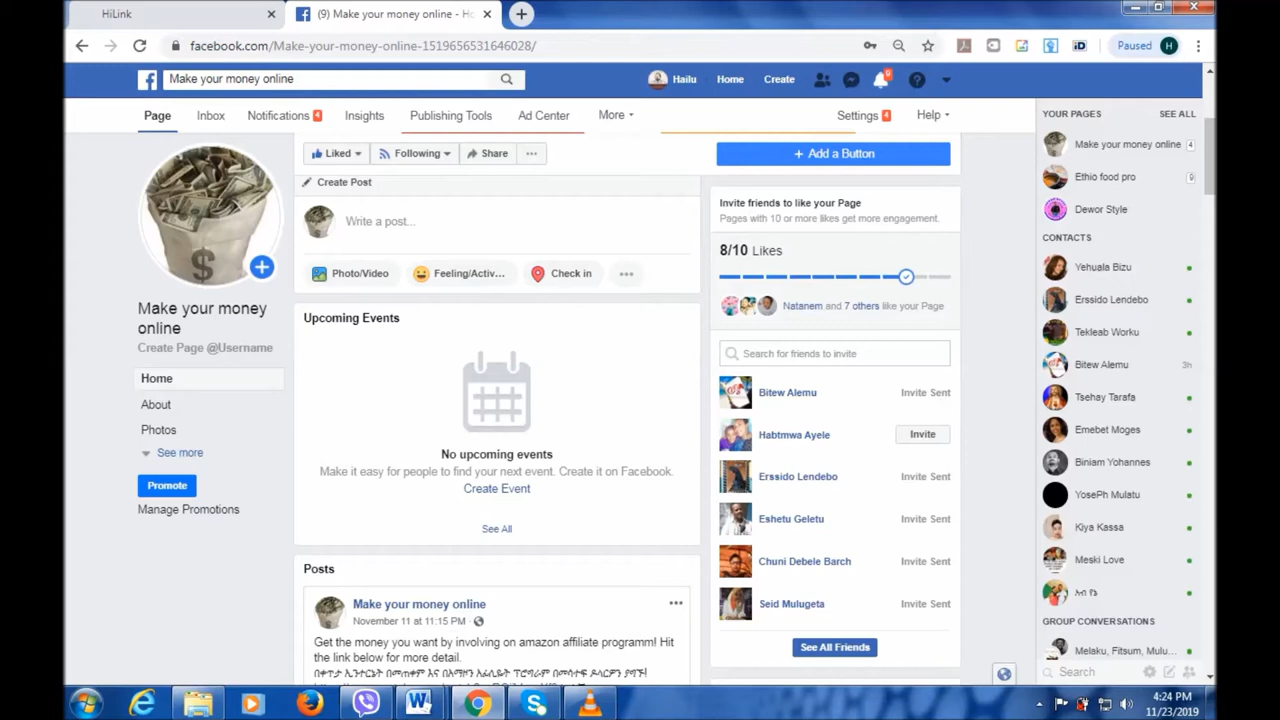 HiLink
(9) Make your money online - Ho
facebook.com/Make-your-money-online-1519656531646028/
Paused H
Make your money online
Hailu Home Create 9
Page Inbox Notifications 4 Insights Publishing Tools Ad Center More Settings 4 Help
Liked Following Share ...
+ Add a Button
Create Post
Write a post...
Photo/Video Feeling/Activ... Check in ...
Make your money
online
Create Page @Username
Home
About
Photos
See more
Promote
Manage Promotions
Upcoming Events
No upcoming events
Make it easy for people to find your next event. Create it on Facebook.
Create Event
See All
Posts
Make your money online ...
November 11 at 11:15 PM ·
Get the money you want by involving on amazon affiliate programm! Hit
the link below for more detail.
Invite friends to like your Page
Pages with 10 or more likes get more engagement.
8/10 Likes
Natanem and 7 others like your Page
Search for friends to invite
Bitew Alemu Invite Sent
Habtmwa Ayele Invite
Erssido Lendebo Invite Sent
Eshetu Geletu Invite Sent
Chuni Debele Barch Invite Sent
Seid Mulugeta Invite Sent
See All Friends
YOUR PAGES SEE ALL
Make your money online 4
Ethio food pro 9
Dewor Style
CONTACTS
Yehuala Bizu
Erssido Lendebo
Tekleab Worku
Bitew Alemu 3h
Tsehay Tarafa
Emebet Moges
Biniam Yohannes
YosePh Mulatu
Kiya Kassa
Meski Love
GROUP CONVERSATIONS
Melaku, Fitsum, Mulu...
Search
4:24 PM
11/23/2019